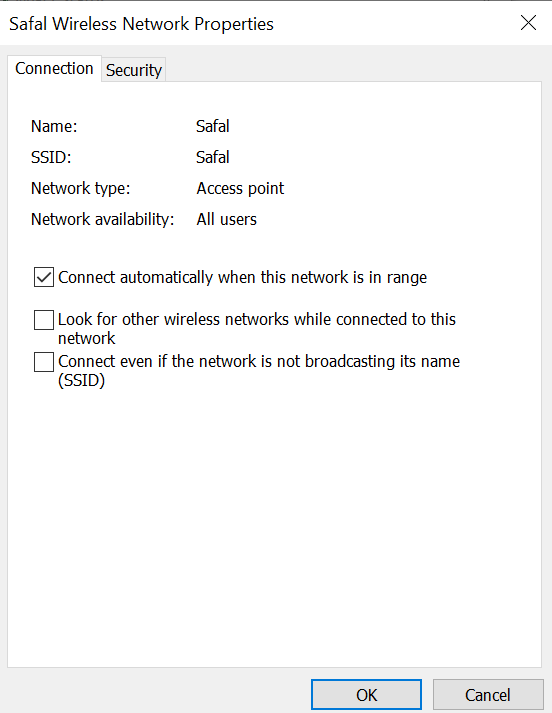 Safal Wireless Network Properties
Connection Security
Name: Safal
SSID: Safal
Network type: Access point
Network availability: All users
Connect automatically when this network is in range
Look for other wireless networks while connected to this
network
Connect even if the network is not broadcasting its name
(SSID)
OK Cancel